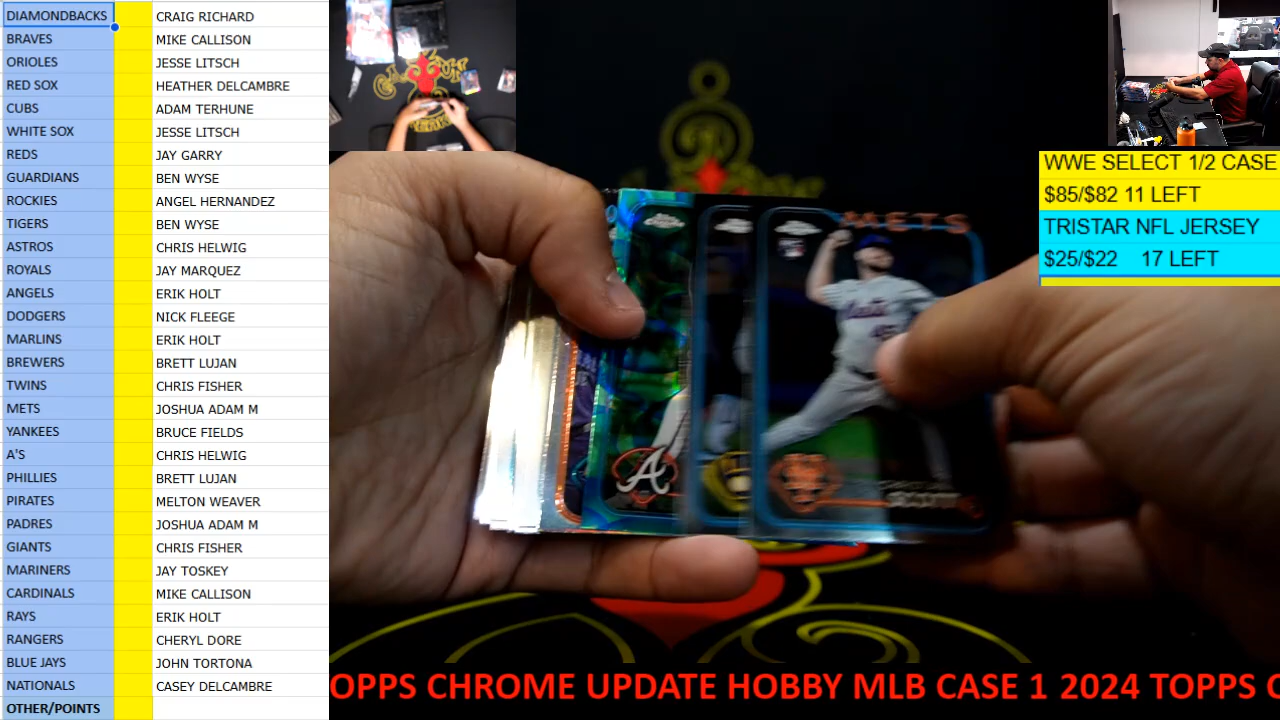 DIAMONDBACKS CRAIG RICHARD
BRAVES MIKE CALLISON
ORIOLES JESSE LITSCH
RED SOX HEATHER DELCAMBRE
CUBS ADAM TERHUNE
WHITE SOX JESSE LITSCH
REDS JAY GARRY
GUARDIANS BEN WYSE
ROCKIES ANGEL HERNANDEZ
TIGERS BEN WYSE
ASTROS CHRIS HELWIG
ROYALS JAY MARQUEZ
ANGELS ERIK HOLT
DODGERS NICK FLEEGE
MARLINS ERIK HOLT
BREWERS BRETT LUJAN
TWINS CHRIS FISHER
METS JOSHUA ADAM M
YANKEES BRUCE FIELDS
A'S CHRIS HELWIG
PHILLIES BRETT LUJAN
PIRATES MELTON WEAVER
PADRES JOSHUA ADAM M
GIANTS CHRIS FISHER
MARINERS JAY TOSKEY
CARDINALS MIKE CALLISON
RAYS ERIK HOLT
RANGERS CHERYL DORE
BLUE JAYS JOHN TORTONA
NATIONALS CASEY DELCAMBRE
OTHER/POINTS
WWE SELECT 1/2 CASE
$85/$82 11 LEFT
TRISTAR NFL JERSEY
$25/$22 17 LEFT
METS
Mets
A
SCOTT
OPPS CHROME UPDATE HOBBY MLB CASE 1 2024 TOPPS C